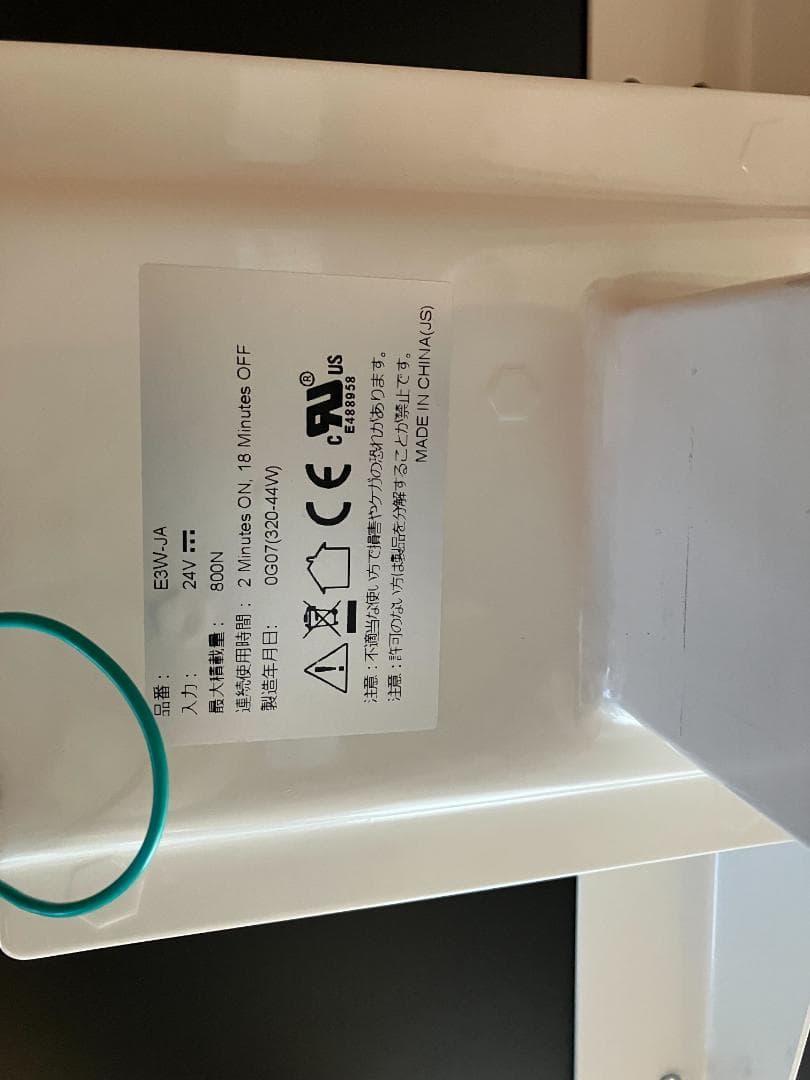 品番： E3W-JA
入力： 24V
最大積載量： 800N
連続使用時間： 2 Minutes ON, 18 Minutes OFF
製造年月日: 0G07(320-44W)
CE c RU ® US
E488958
注意：不適当な使い方で損害やケガの恐れがあります。
注意：許可のない方は製品を分解することが禁止です。
MADE IN CHINA(JS)